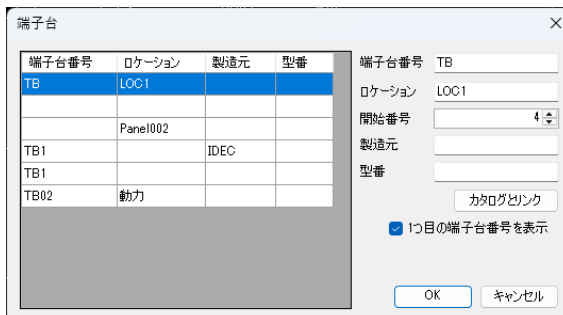 端子台
端子台番号 ロケーション 製造元 型番
TB LOC1
Panel002
TB1 IDEC
TB1
TB02 動力
端子台番号 TB
ロケーション LOC1
開始番号 4
製造元
型番
カタログとリンク
1つ目の端子台番号を表示
OK キャンセル